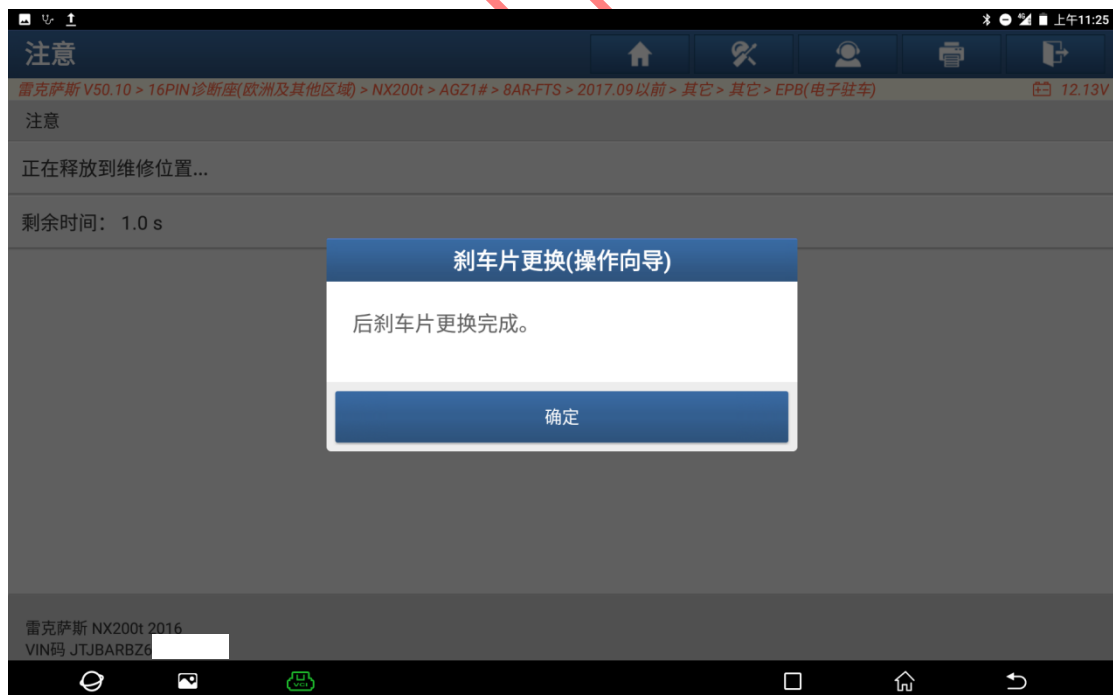 上午11:25
注意
雷克萨斯 V50.10 > 16PIN诊断座(欧洲及其他区域) > NX200t > AGZ1# > 8AR-FTS > 2017.09以前 > 其它 > 其它 > EPB(电子驻车)
12.13V
注意
正在释放到维修位置...
剩余时间： 1.0 s
刹车片更换(操作向导)
后刹车片更换完成。
确定
雷克萨斯 NX200t 2016
VIN码 JTJBARBZ6
VCI